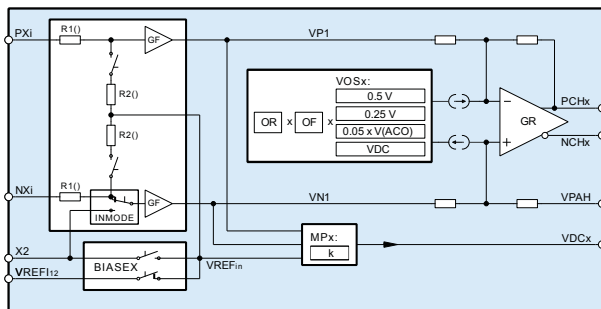 PXi
R1()
GF
VP1
R2()
R2()
NXi
R1()
INMODE
GF
VN1
X2
VREFI12
BIASEX
VREFin
VOSx:
OR x OF x
0.5 V
0.25 V
0.05 x V(ACO)
VDC
GR
PCHx
NCHx
VPAH
MPx:
k
VDCx